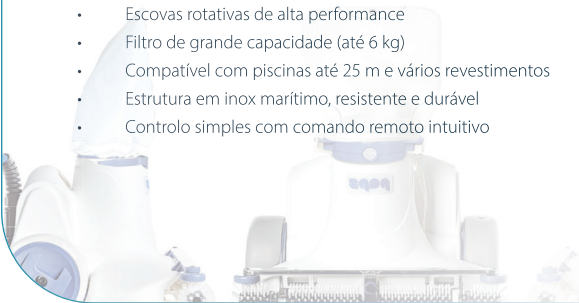 • Escovas rotativas de alta performance
• Filtro de grande capacidade (até 6 kg)
• Compatível com piscinas até 25 m e vários revestimentos
• Estrutura em inox marítimo, resistente e durável
• Controlo simples com comando remoto intuitivo